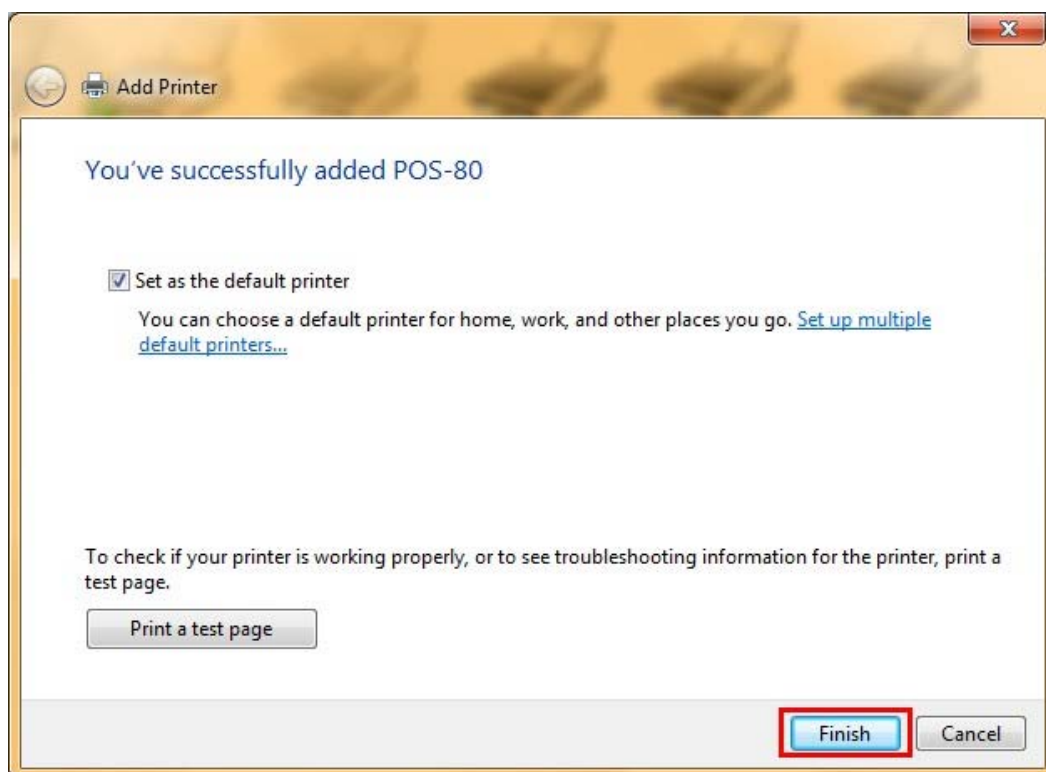 Add Printer
You've successfully added POS-80
Set as the default printer
You can choose a default printer for home, work, and other places you go. Set up multiple
default printers...
To check if your printer is working properly, or to see troubleshooting information for the printer, print a
test page.
Print a test page
Finish Cancel